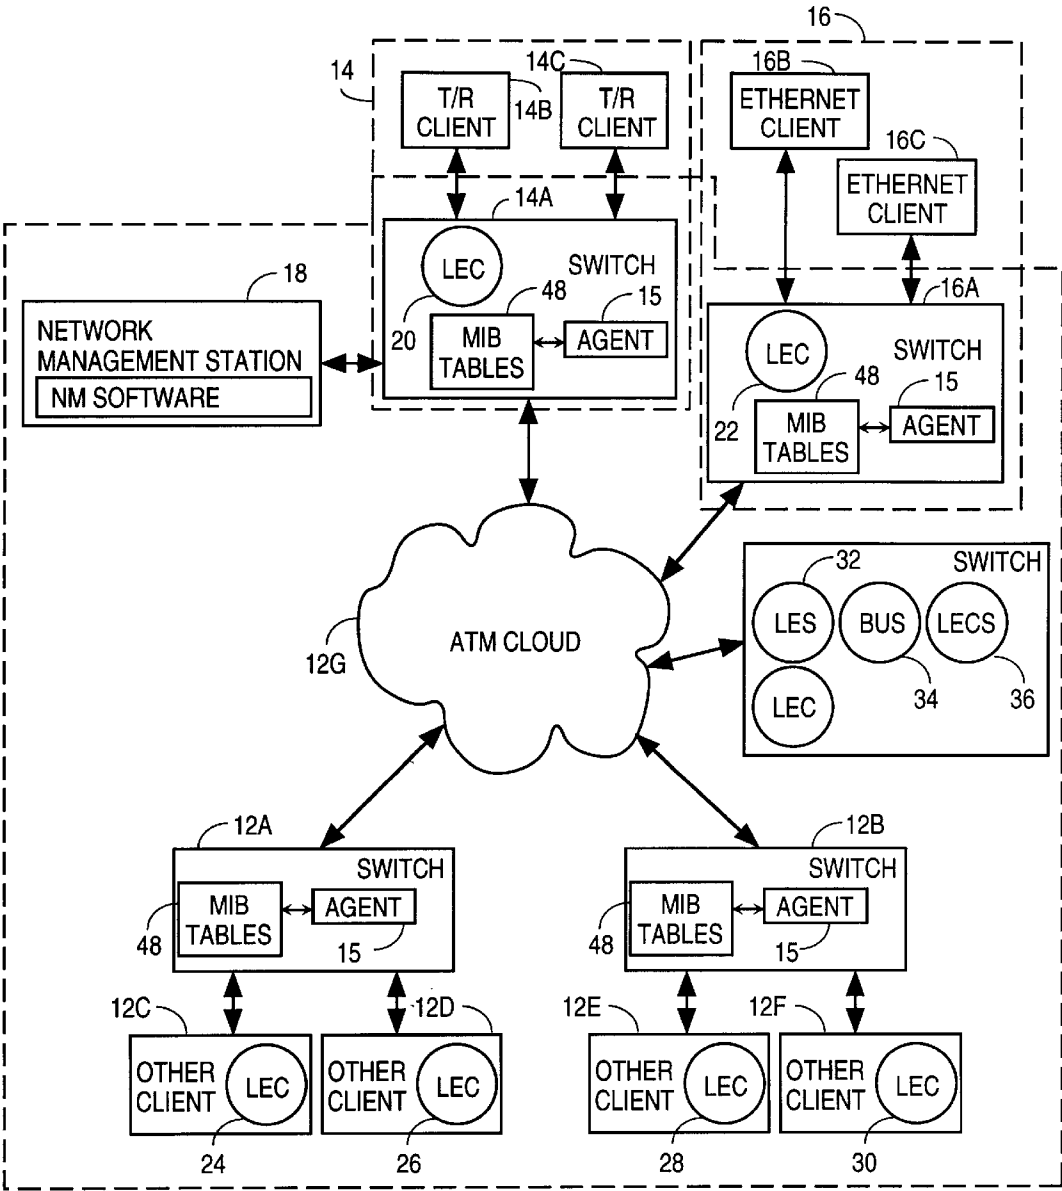 16
14
14C
16B
T/R
CLIENT
14B
T/R
CLIENT
ETHERNET
CLIENT
16C
ETHERNET
CLIENT
14A
18
LEC
SWITCH
48
15
20
MIB
TABLES
AGENT
NETWORK
MANAGEMENT STATION
NM SOFTWARE
16A
LEC
SWITCH
48
15
22
MIB
TABLES
AGENT
ATM CLOUD
12G
SWITCH
32
LES
BUS
LECS
34
36
LEC
12A
SWITCH
MIB
TABLES
AGENT
48
15
12B
SWITCH
MIB
TABLES
AGENT
48
15
12C
12D
12E
12F
OTHER
CLIENT
LEC
OTHER
CLIENT
LEC
OTHER
CLIENT
LEC
OTHER
CLIENT
LEC
24
26
28
30